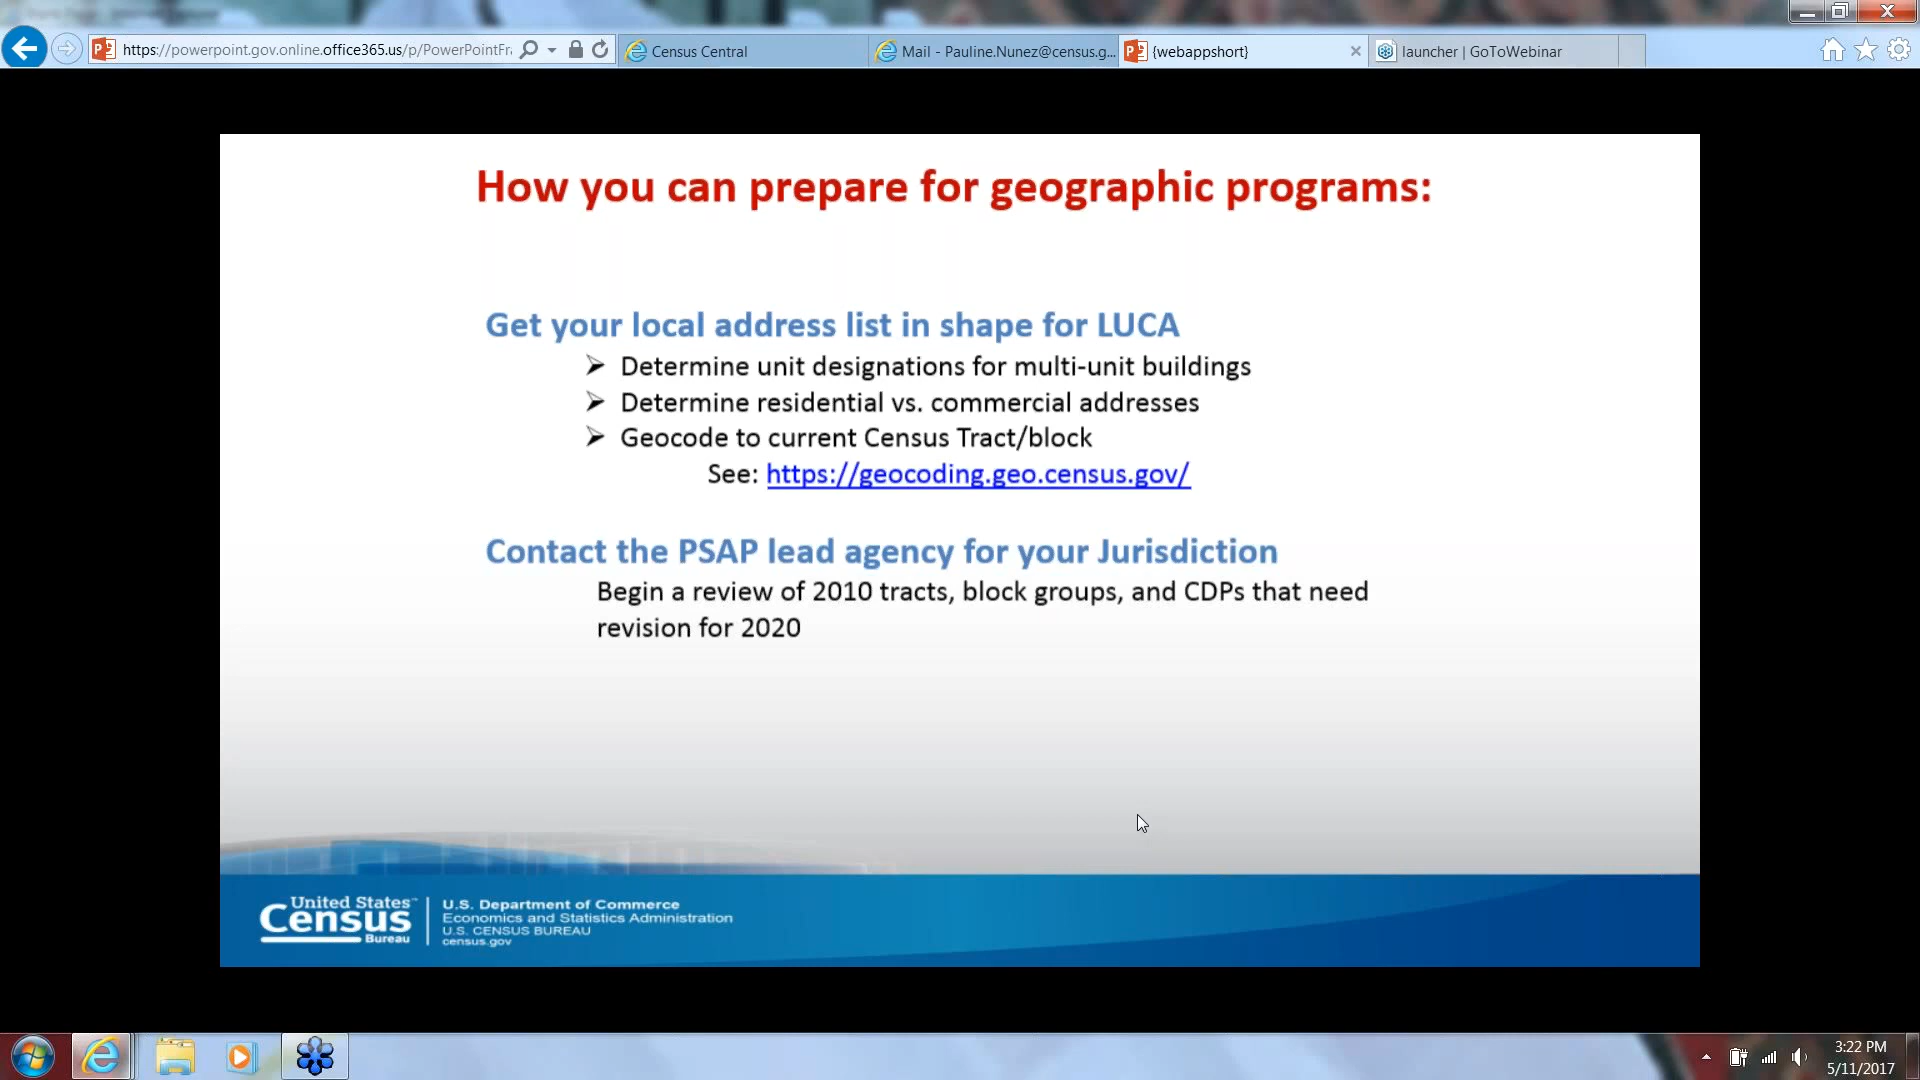 https://powerpoint.gov.online.office365.us/p/PowerPointFra
Census Central
Mail - Pauline.Nunez@census.g...
{webappshort}
launcher | GoToWebinar
How you can prepare for geographic programs:
Get your local address list in shape for LUCA
➢ Determine unit designations for multi-unit buildings
➢ Determine residential vs. commercial addresses
➢ Geocode to current Census Tract/block
See: https://geocoding.geo.census.gov/
Contact the PSAP lead agency for your Jurisdiction
Begin a review of 2010 tracts, block groups, and CDPs that need
revision for 2020
United States™
Census
Bureau
U.S. Department of Commerce
Economics and Statistics Administration
U.S. CENSUS BUREAU
census.gov
3:22 PM
5/11/2017